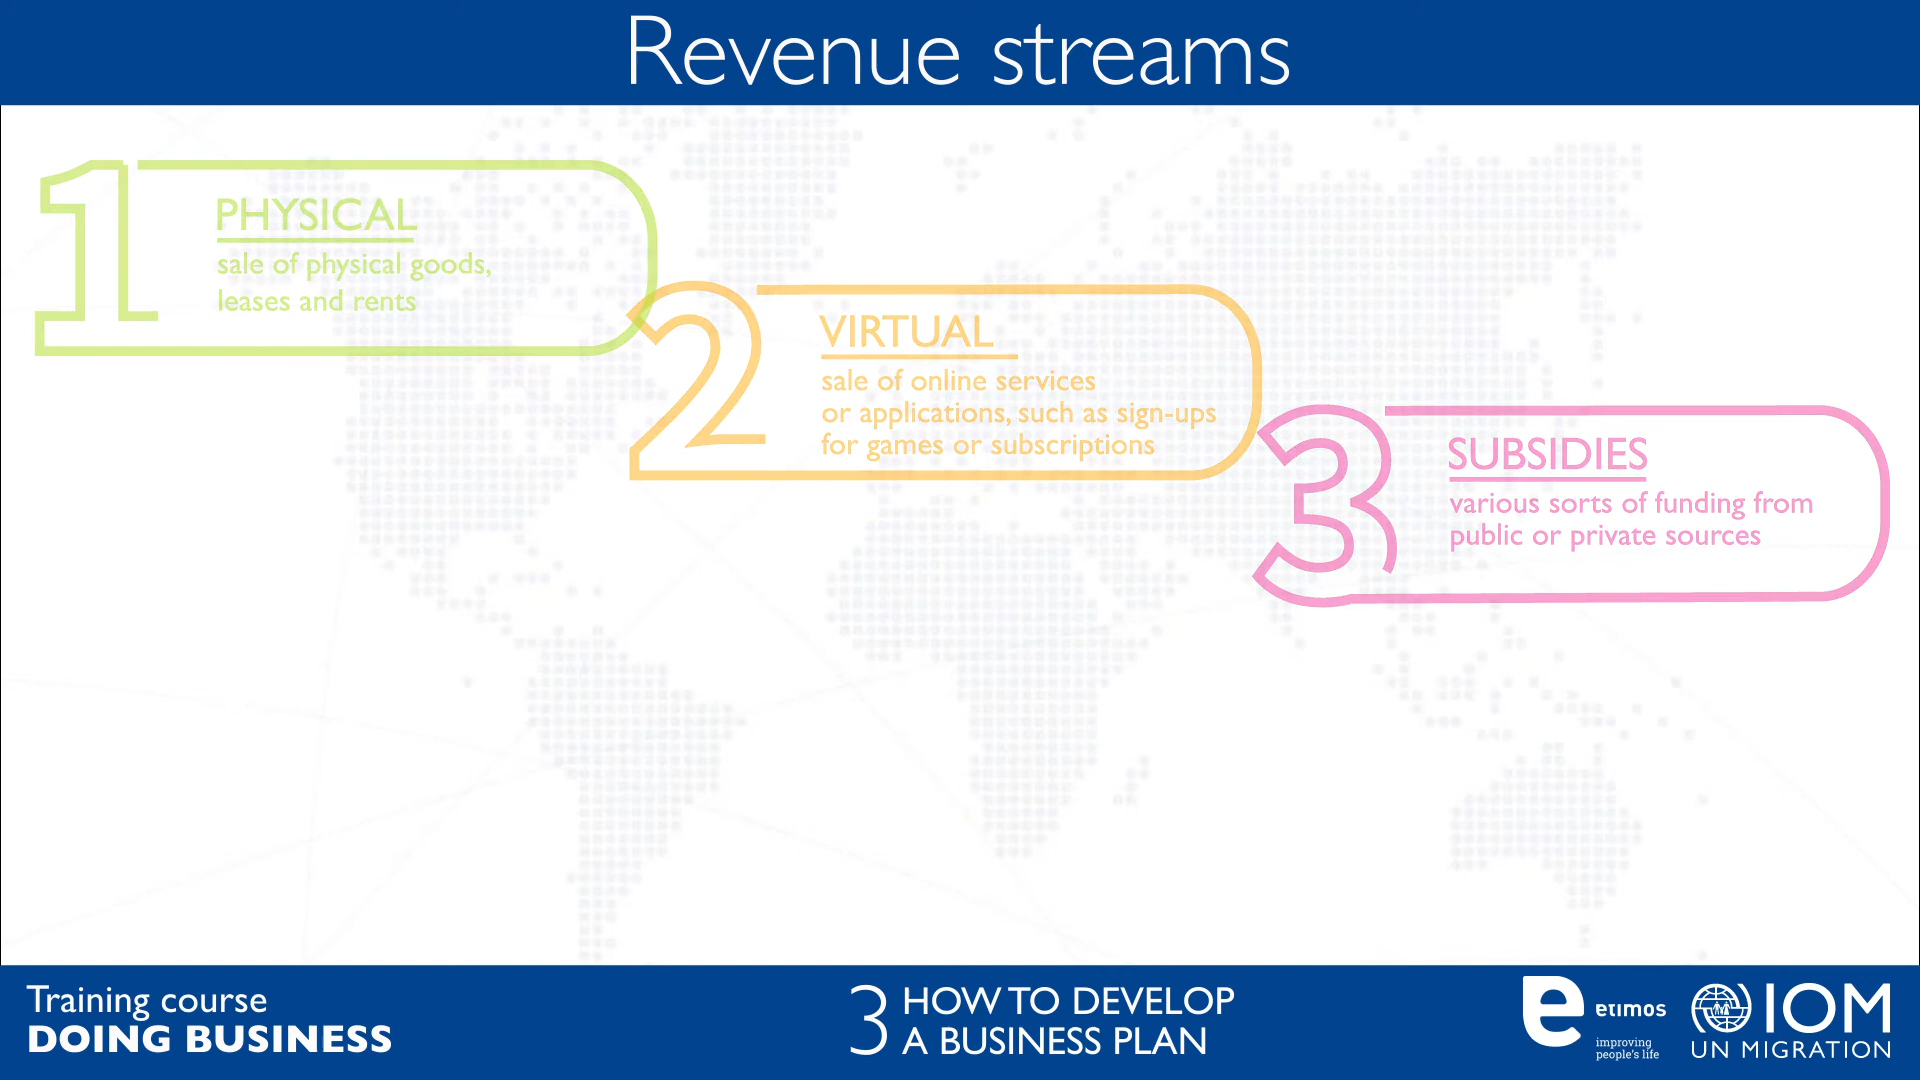 Revenue streams
1
PHYSICAL
sale of physical goods,
leases and rents
2
VIRTUAL
sale of online services
or applications, such as sign-ups
for games or subscriptions
3
SUBSIDIES
various sorts of funding from
public or private sources
Training course
DOING BUSINESS
3 HOW TO DEVELOP
A BUSINESS PLAN
e etimos
improving
people's life
IOM
UN MIGRATION